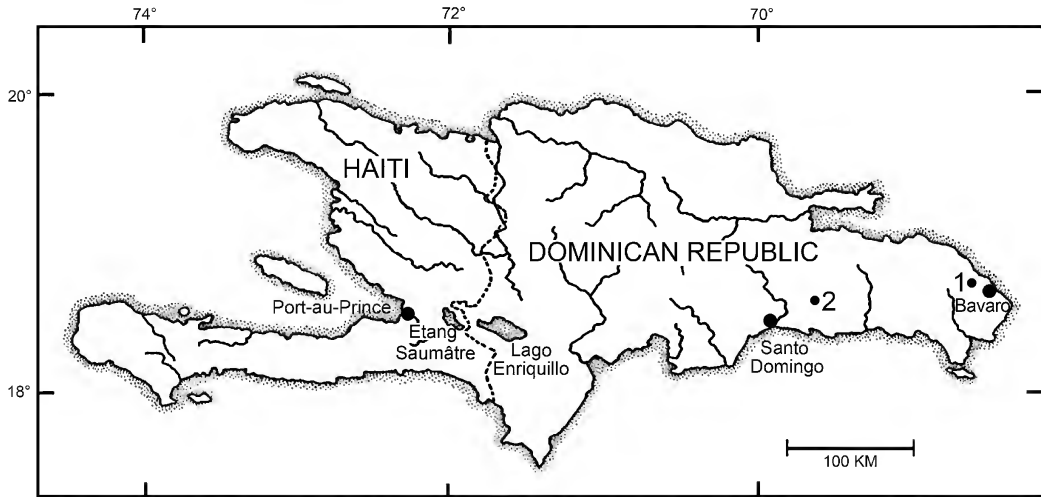 74°
72°
70°
20°
18°
HAITI
DOMINICAN REPUBLIC
Port-au-Prince
Etang
Saumâtre
Lago
Enriquillo
Santo
Domingo
2
1
Bavaro
100 KM